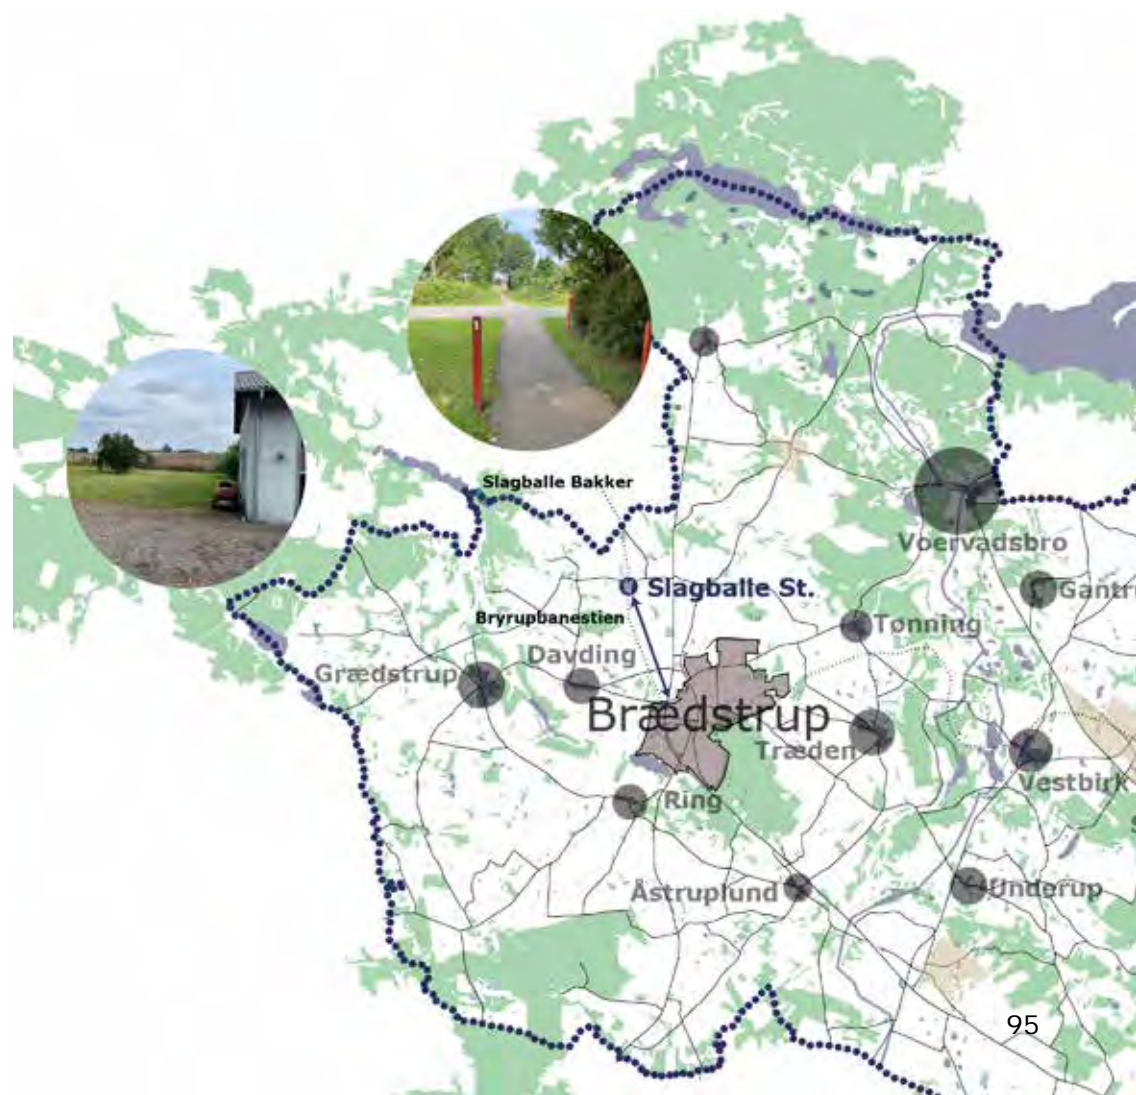 Slagballe Bakker
Voervadsbro
Slagballe St.
Bryrupbanestien
Tønning
Davding
Grædstrup
Brædstrup
Træden
Vestbirk
Ring
Åstruplund
Underup
95